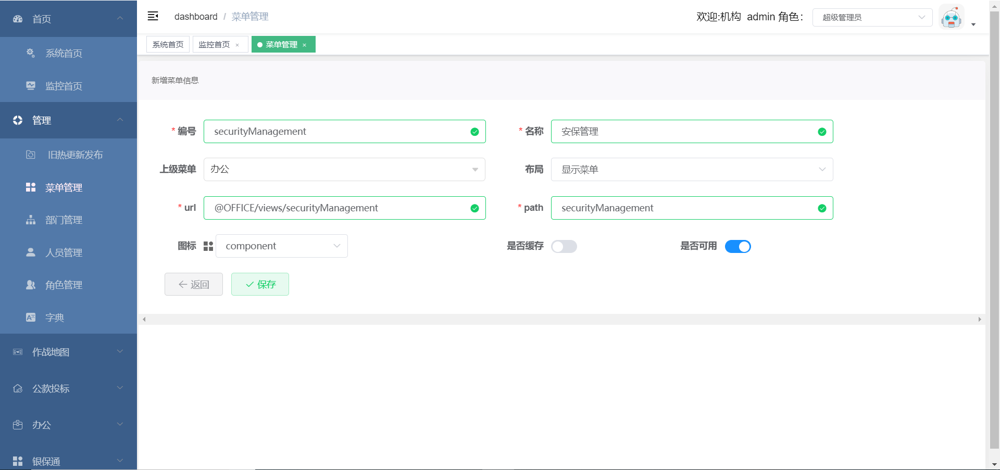 首页
系统首页
监控首页
管理
旧热更新发布
菜单管理
部门管理
人员管理
角色管理
字典
作战地图
公款投标
办公
银保通
dashboard / 菜单管理
欢迎:机构 admin 角色：
超级管理员
系统首页
监控首页 ×
菜单管理 ×
新增菜单信息
* 编号 securityManagement
* 名称 安保管理
上级菜单 办公
布局 显示菜单
* url @OFFICE/views/securityManagement
* path securityManagement
图标 component
是否缓存
是否可用
返回
保存